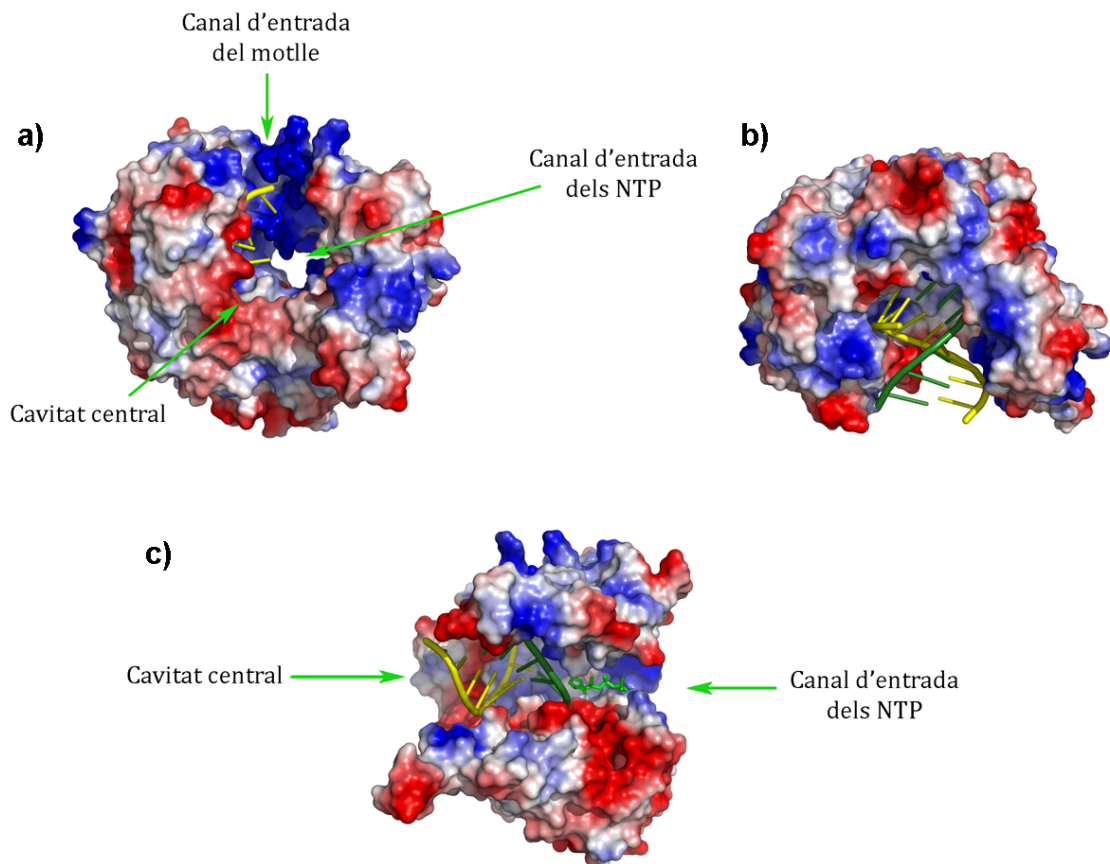 Canal d'entrada
del motlle
a)
Canal d'entrada
dels NTP
b)
Cavitat central
c)
Cavitat central
Canal d'entrada
dels NTP